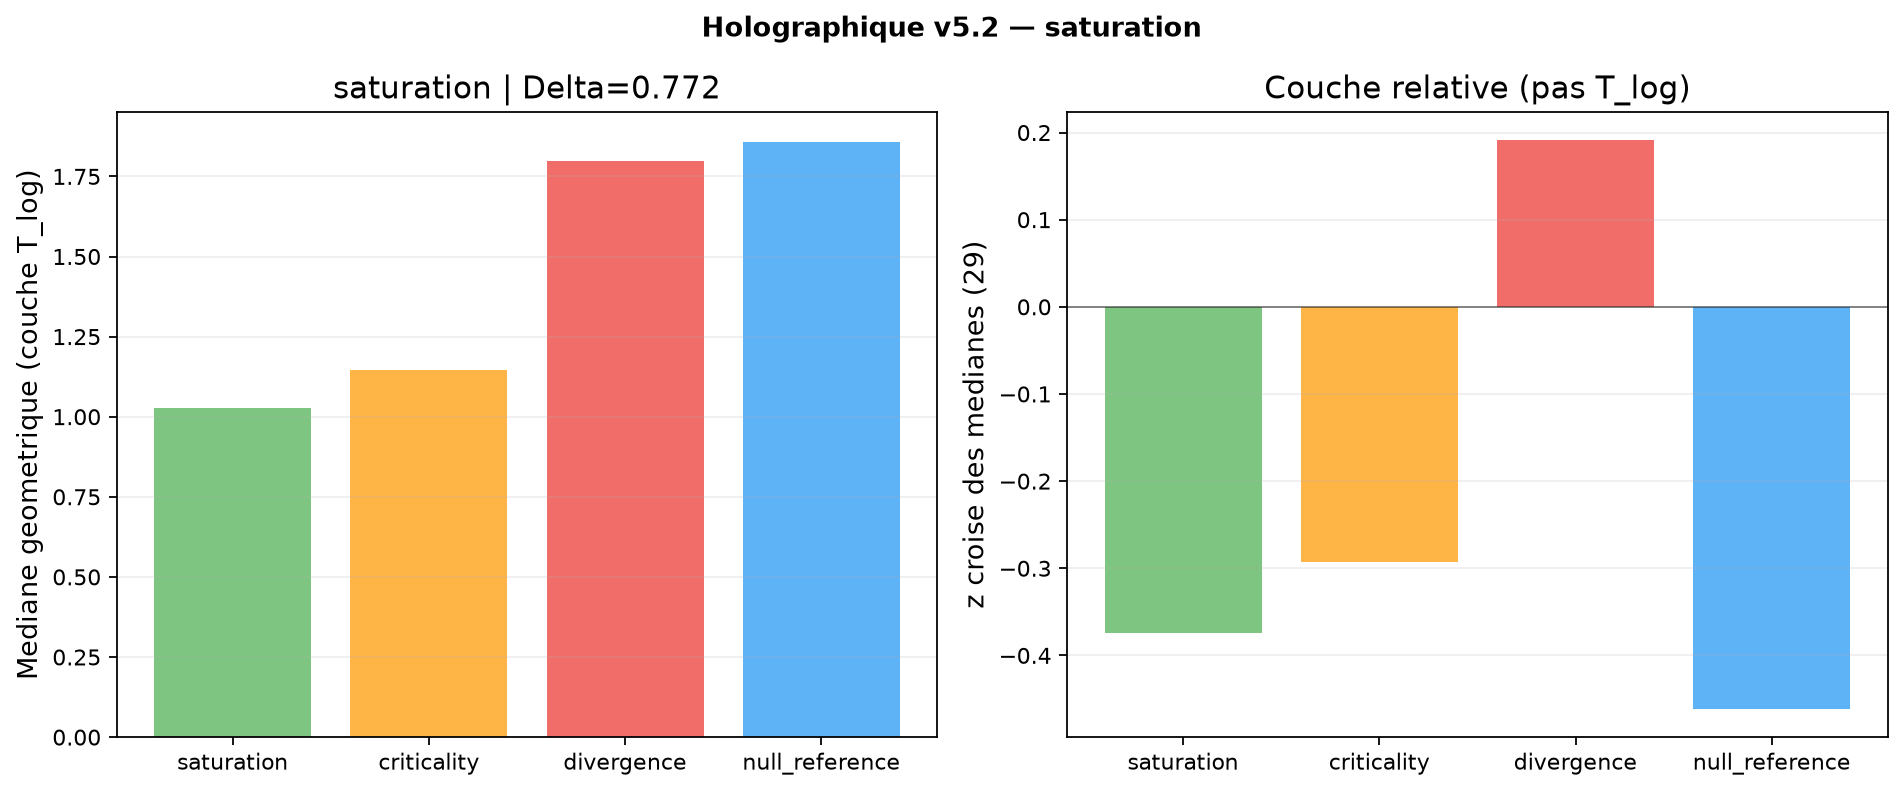 Holographique v5.2 — saturation
saturation | Delta=0.772
Mediane geometrique (couche T_log)
1.75
1.50
1.25
1.00
0.75
0.50
0.25
0.00
saturation
criticality
divergence
null_reference
Couche relative (pas T_log)
z croise des medianes (29)
0.2
0.1
0.0
−0.1
−0.2
−0.3
−0.4
saturation
criticality
divergence
null_reference